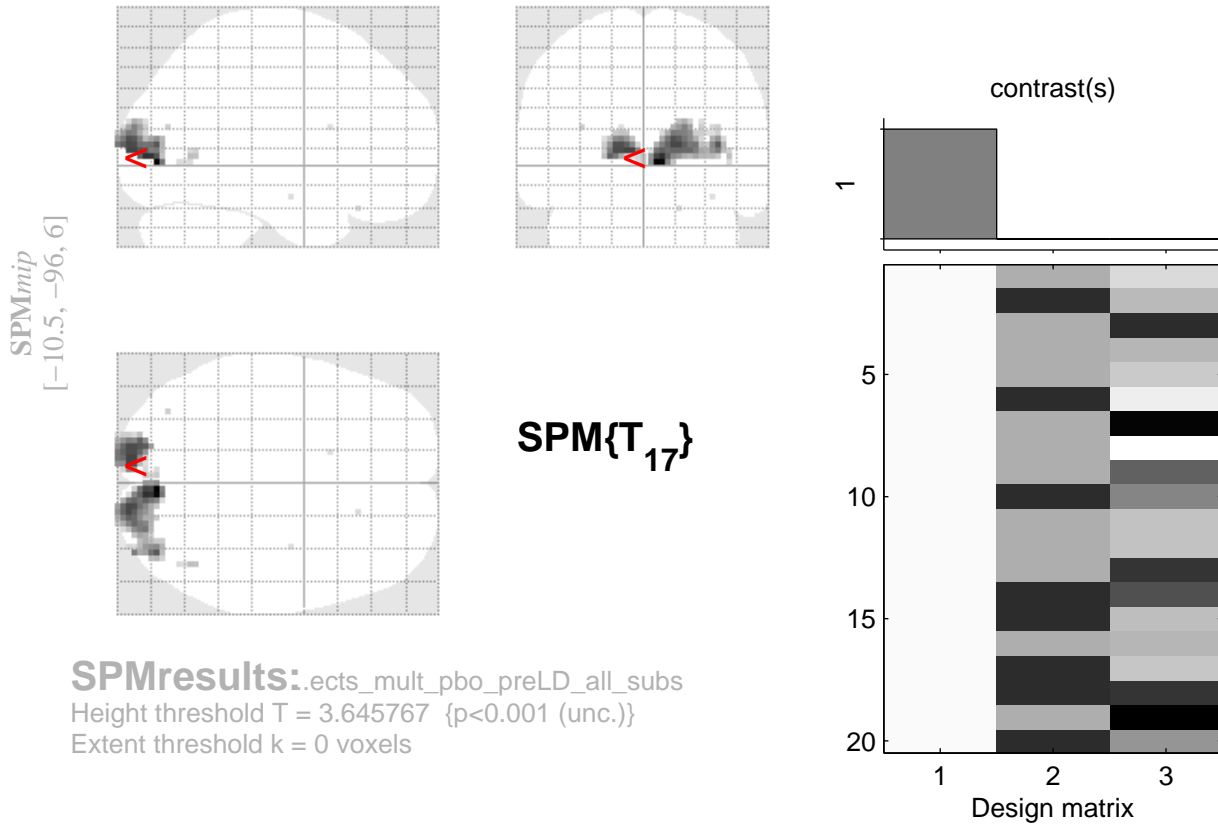 SPMmip
[−10.5, −96, 6]
<
<
<
SPM{T17}
SPMresults:.ects_mult_pbo_preLD_all_subs
Height threshold T = 3.645767 {p<0.001 (unc.)}
Extent threshold k = 0 voxels
contrast(s)
1
5
10
15
20
1 2 3
Design matrix